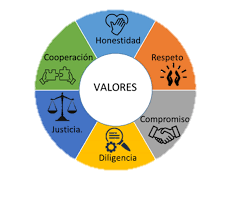 Honestidad
Cooperación
Respeto
VALORES
Compromiso
Justicia.
Diligencia